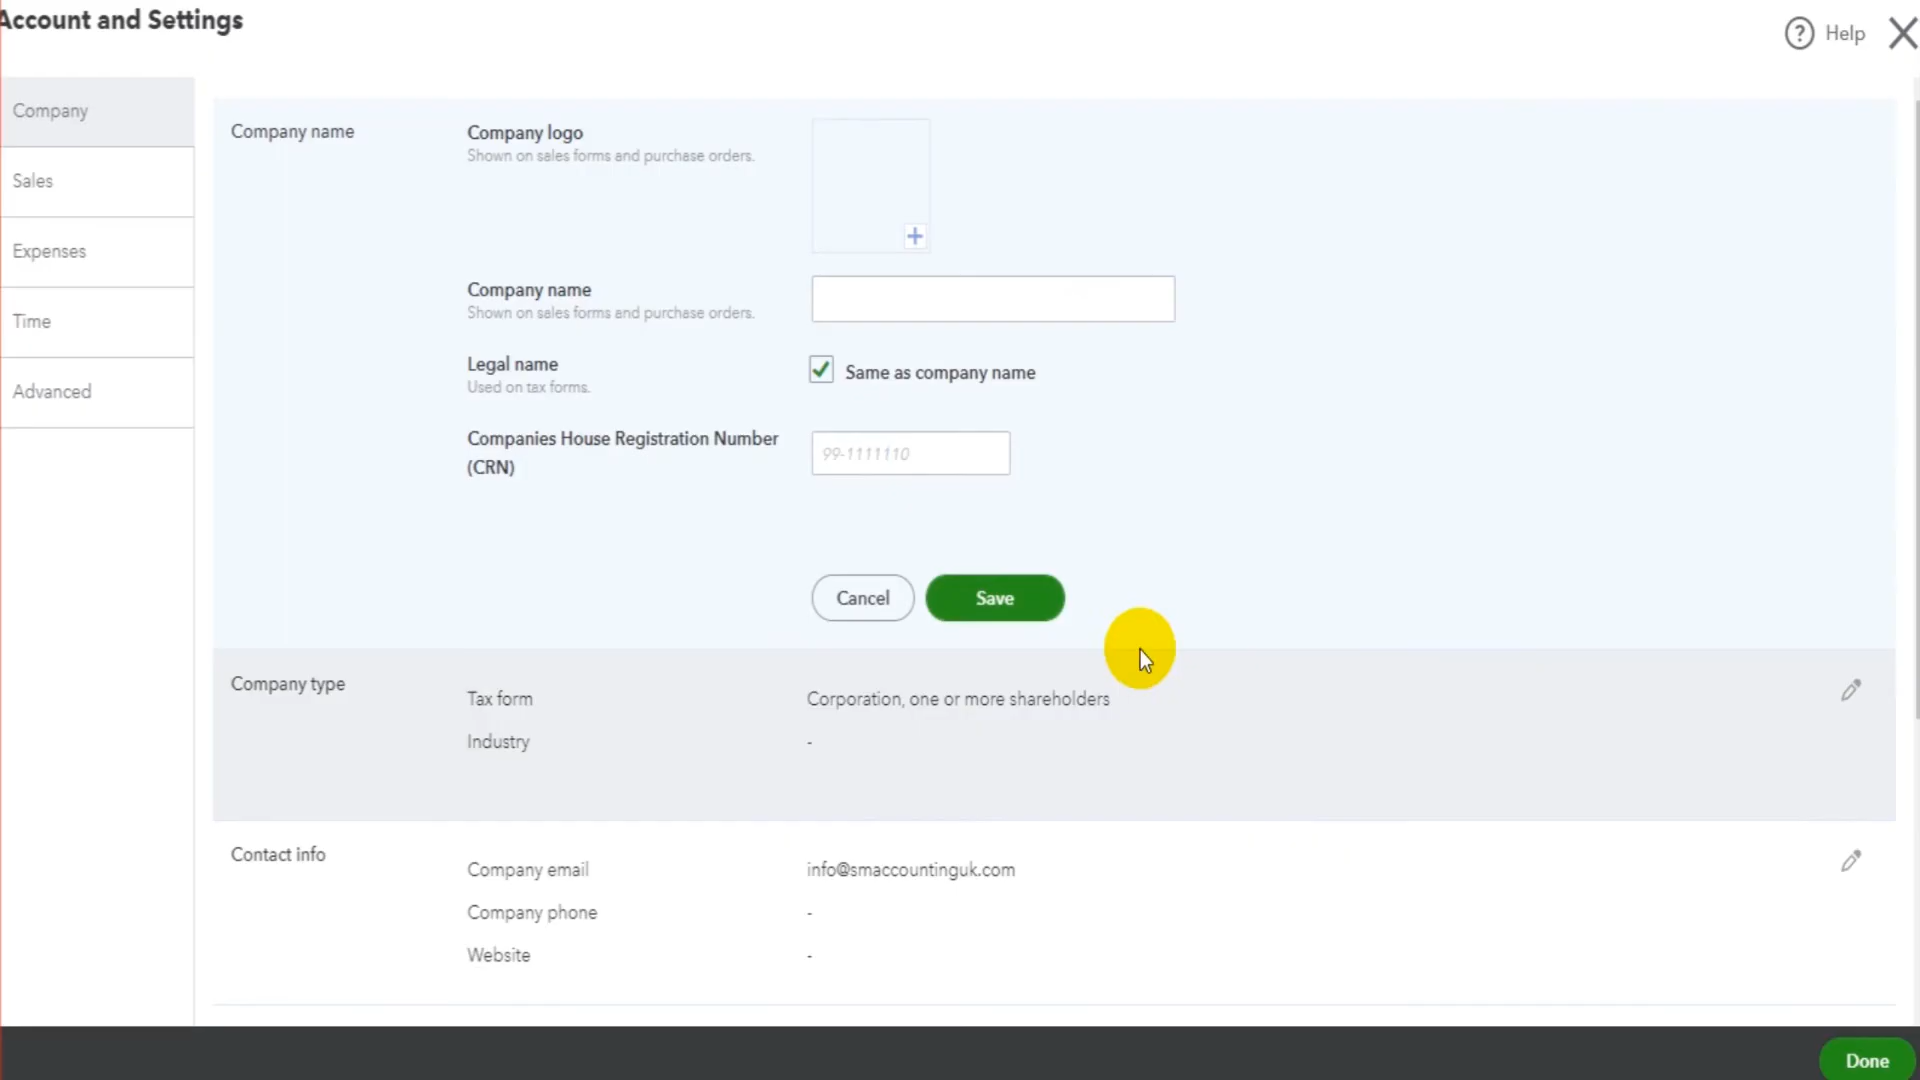 Account and Settings
Help
Company
Sales
Expenses
Time
Advanced
Company name
Company logo
Shown on sales forms and purchase orders.
Company name
Shown on sales forms and purchase orders.
Legal name
Used on tax forms.
Same as company name
Companies House Registration Number
(CRN)
99-1111110
Cancel
Save
Company type
Tax form
Corporation, one or more shareholders
Industry
-
Contact info
Company email
info@smaccountinguk.com
Company phone
-
Website
-
Done